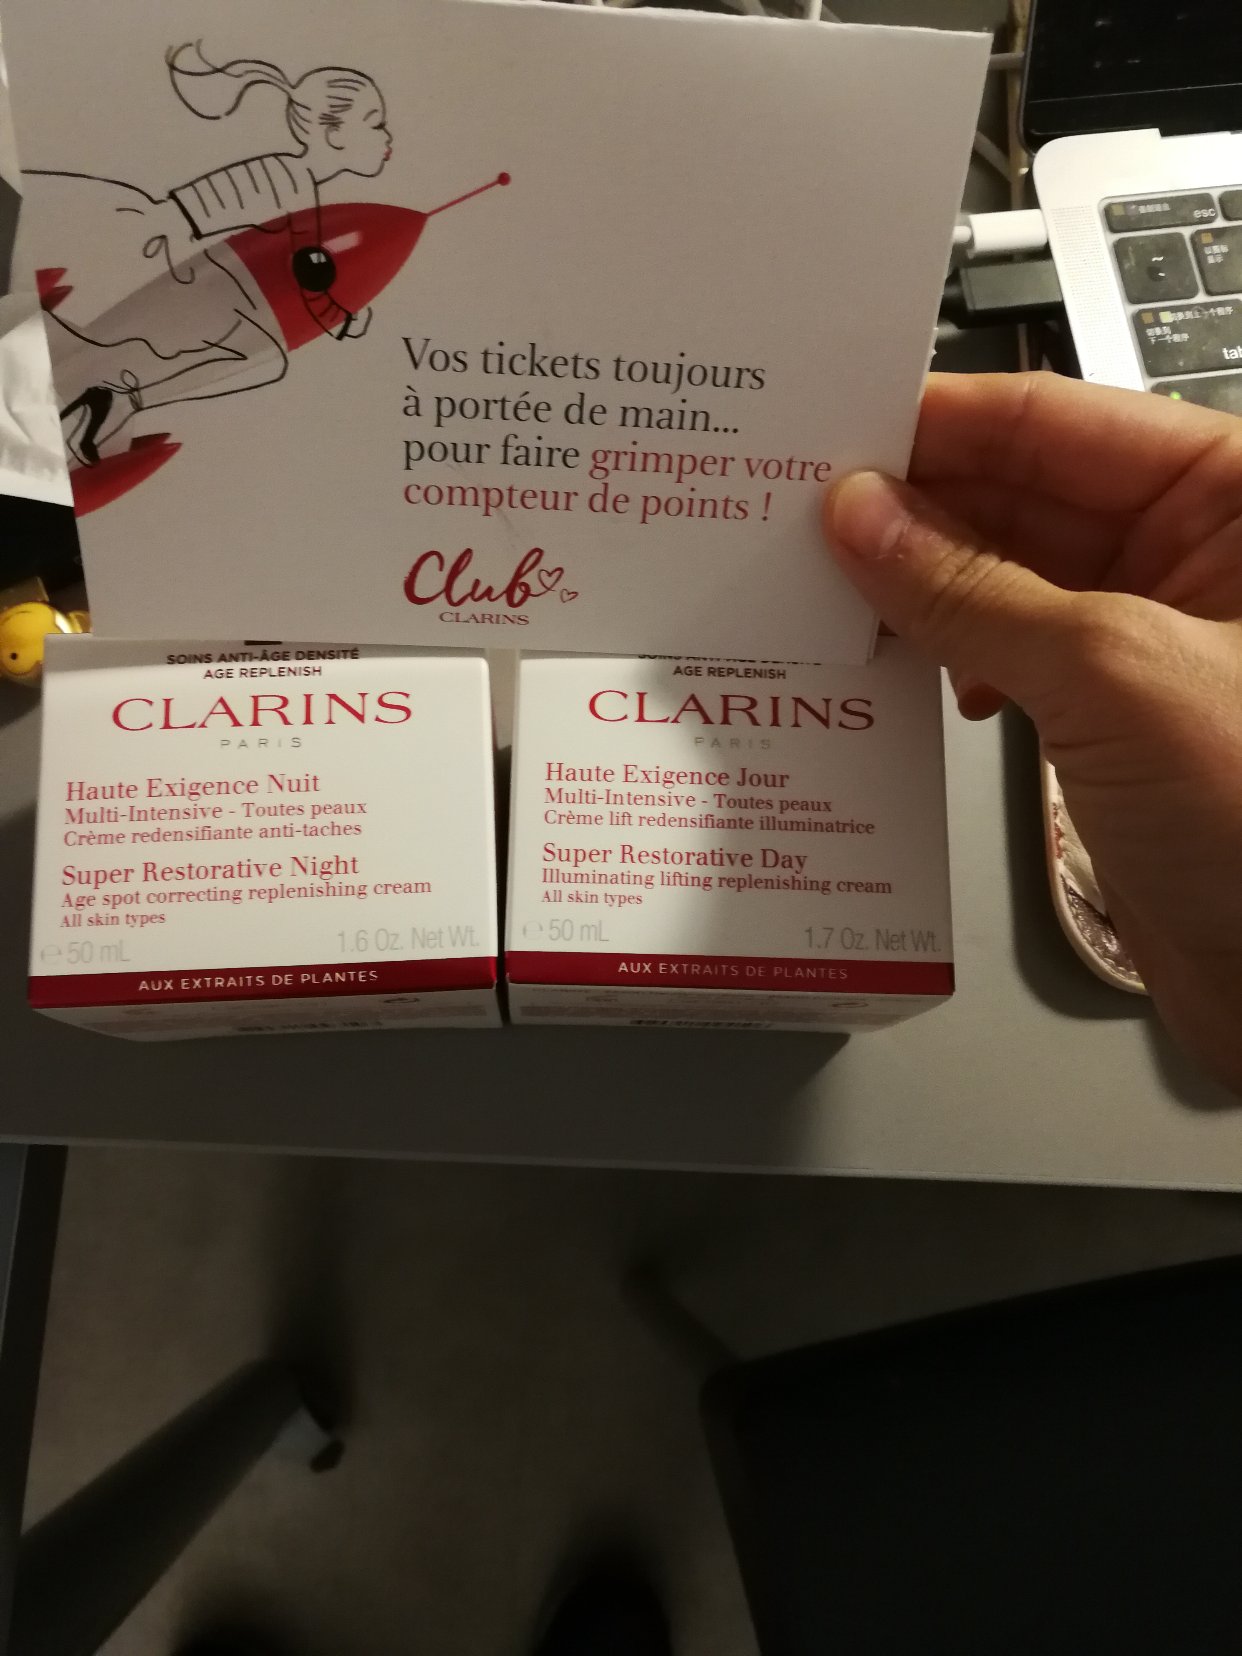 Vos tickets toujours
à portée de main...
pour faire grimper votre
compteur de points !
Club
CLARINS
SOINS ANTI-ÂGE DENSITÉ
AGE REPLENISH
CLARINS
PARIS
Haute Exigence Nuit
Multi-Intensive - Toutes peaux
Crème redensifiante anti-taches
Super Restorative Night
Age spot correcting replenishing cream
All skin types
e 50 mL 1.6 Oz. Net Wt.
AUX EXTRAITS DE PLANTES
AGE REPLENISH
CLARINS
PARIS
Haute Exigence Jour
Multi-Intensive - Toutes peaux
Crème lift redensifiante illuminatrice
Super Restorative Day
Illuminating lifting replenishing cream
All skin types
e 50 mL 1.7 Oz. Net Wt.
AUX EXTRAITS DE PLANTES
esc
~
tab